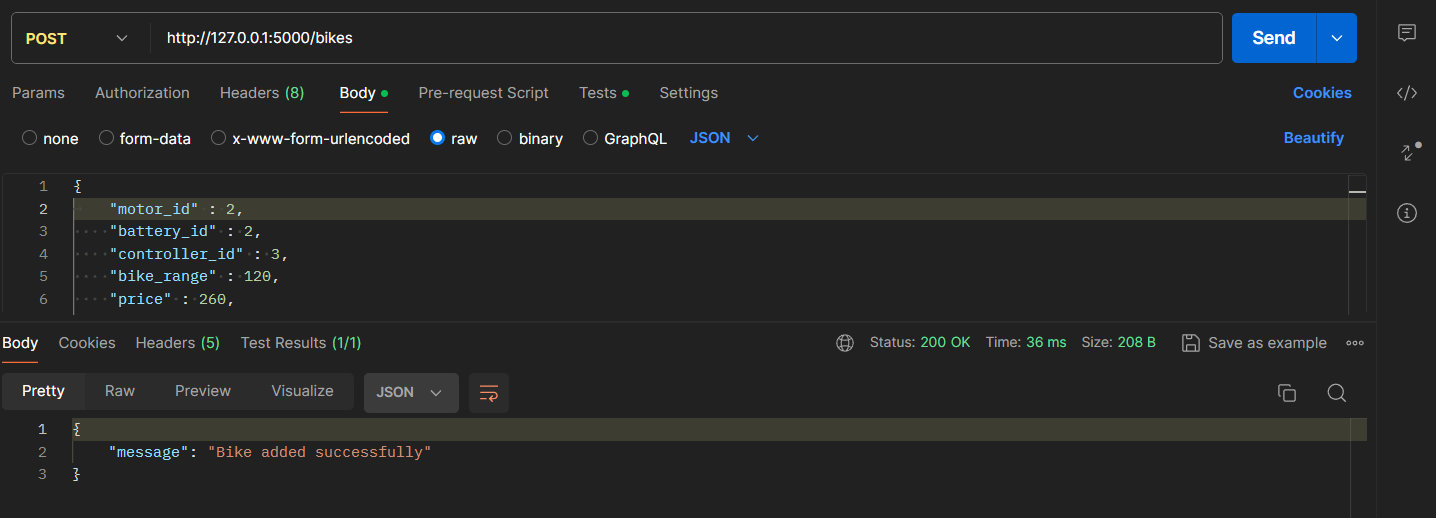 POST http://127.0.0.1:5000/bikes Send
Params Authorization Headers (8) Body Pre-request Script Tests Settings Cookies
none form-data x-www-form-urlencoded raw binary GraphQL JSON Beautify
1 {
2 "motor_id" : 2,
3 "battery_id" : 2,
4 "controller_id" : 3,
5 "bike_range" : 120,
6 "price" : 260,
Body Cookies Headers (5) Test Results (1/1) Status: 200 OK Time: 36 ms Size: 208 B Save as example
Pretty Raw Preview Visualize JSON
1 {
2 "message": "Bike added successfully"
3 }